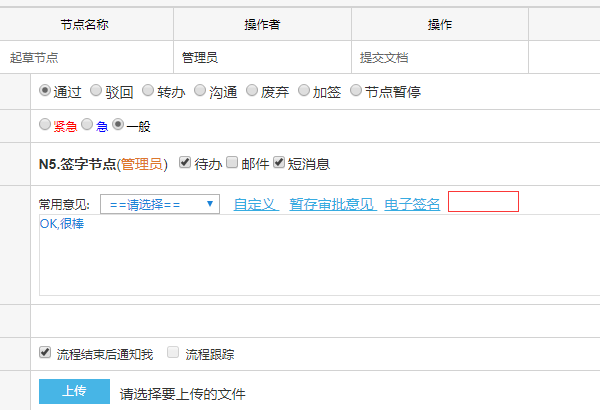 节点名称 操作者 操作
起草节点 管理员 提交文档
通过 驳回 转办 沟通 废弃 加签 节点暂停
紧急 急 一般
N5.签字节点(管理员) 待办 邮件 短消息
常用意见: ==请选择== 自定义 暂存审批意见 电子签名
OK,很棒
流程结束后通知我 流程跟踪
上传 请选择要上传的文件